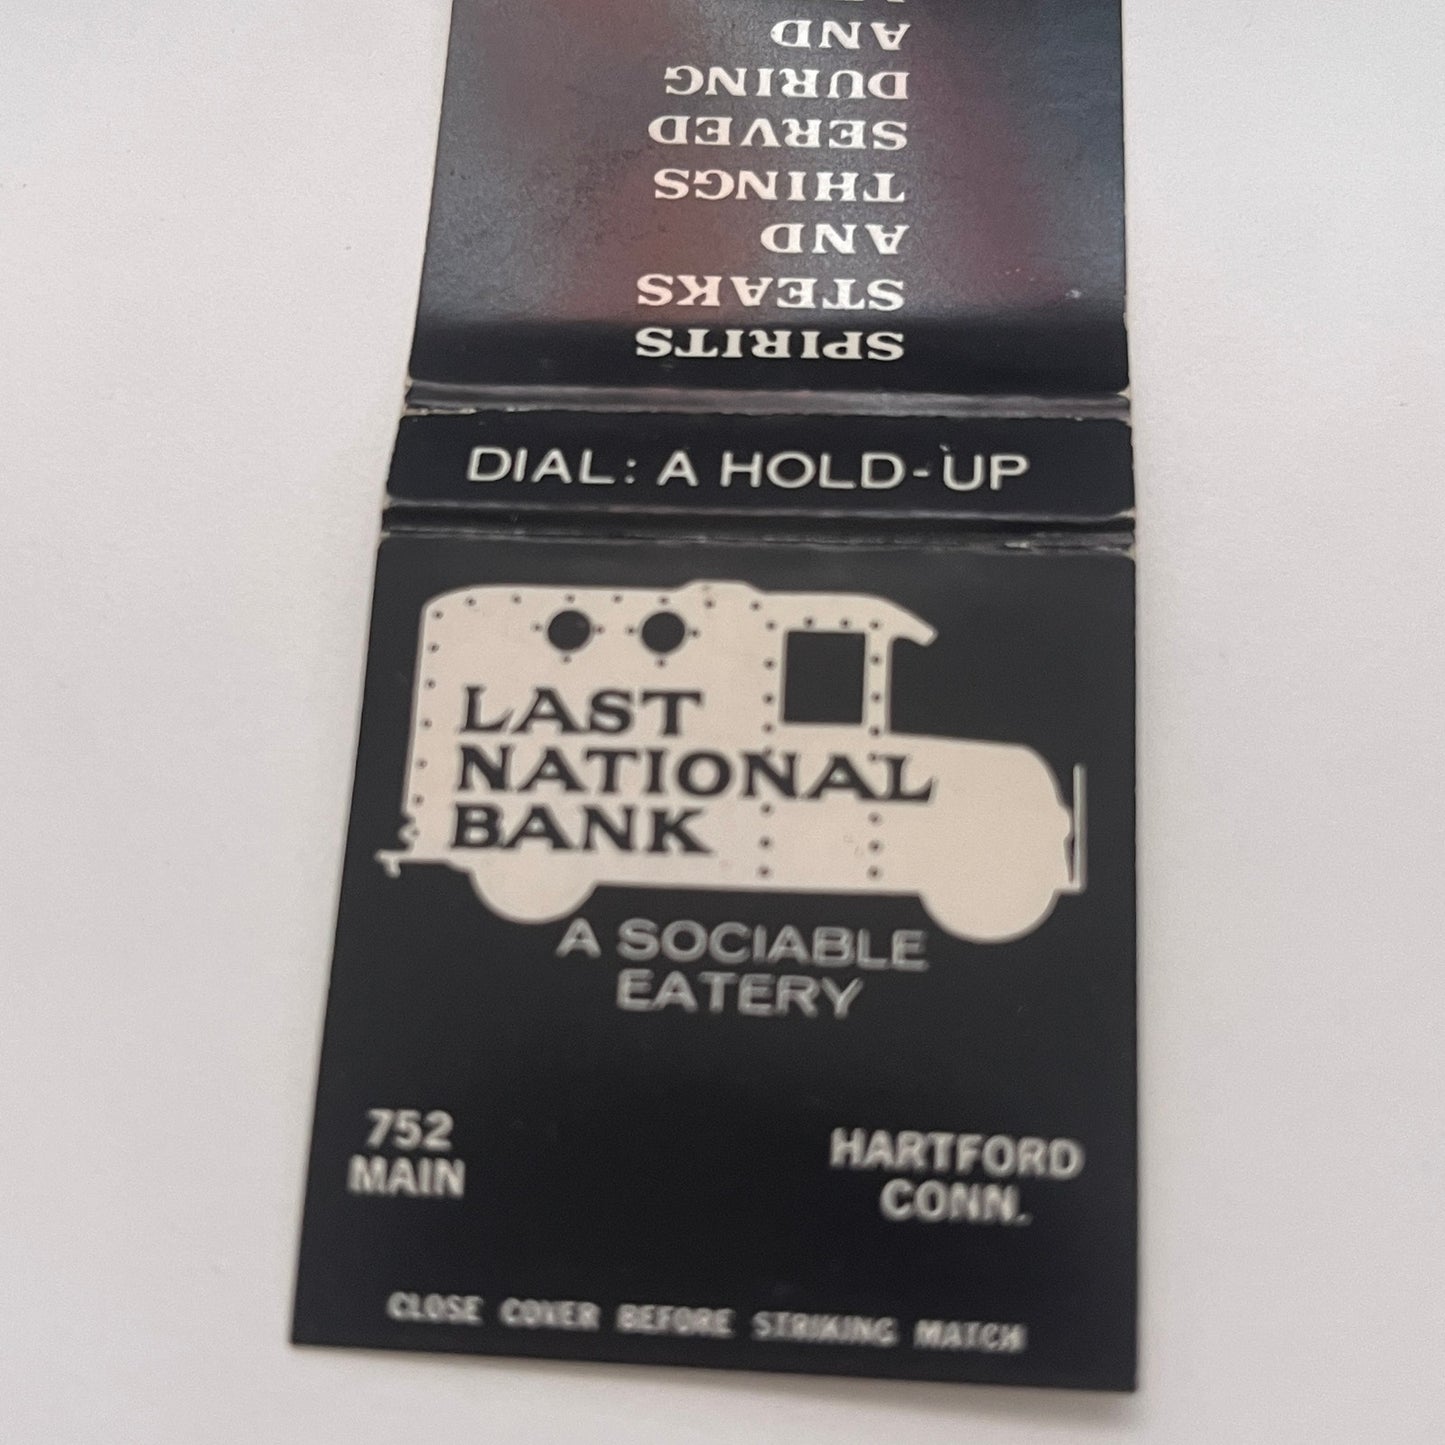 SPIRITS
STEAKS
AND
THINGS
SERVED
DURING
AND
DIAL: A HOLD-UP
LAST
NATIONAL
BANK
A SOCIABLE
EATERY
752
MAIN
HARTFORD
CONN.
CLOSE COVER BEFORE STRIKING MATCH